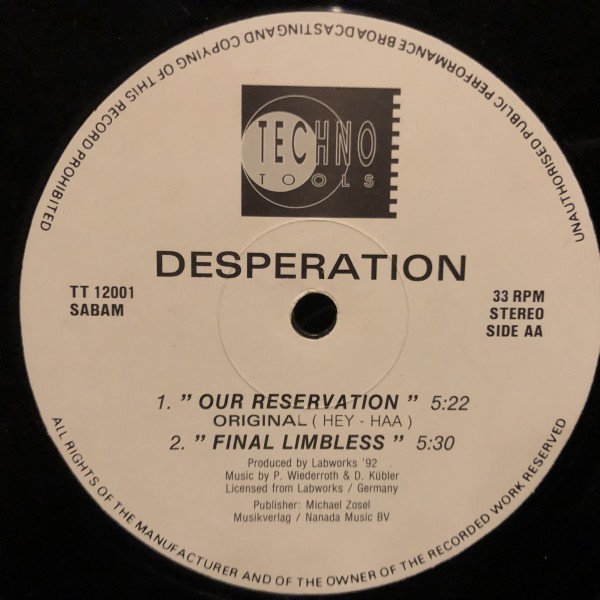 UNAUTHORISED PUBLIC PERFORMANCE BROADCASTINGAND COPYING OF THIS RECORD PROHIBITED
TECHNO
TOOLS
DESPERATION
TT 12001
SABAM
33 RPM
STEREO
SIDE AA
1. " OUR RESERVATION " 5:22
ORIGINAL ( HEY - HAA )
2. " FINAL LIMBLESS " 5:30
Produced by Labworks '92
Music by P. Wiederroth & D. Kübler
Licensed from Labworks / Germany
Publisher: Michael Zosel
Musikverlag / Nanada Music BV
ALL RIGHTS OF THE MANUFACTURER AND OF THE OWNER OF THE RECORDED WORK RESERVED